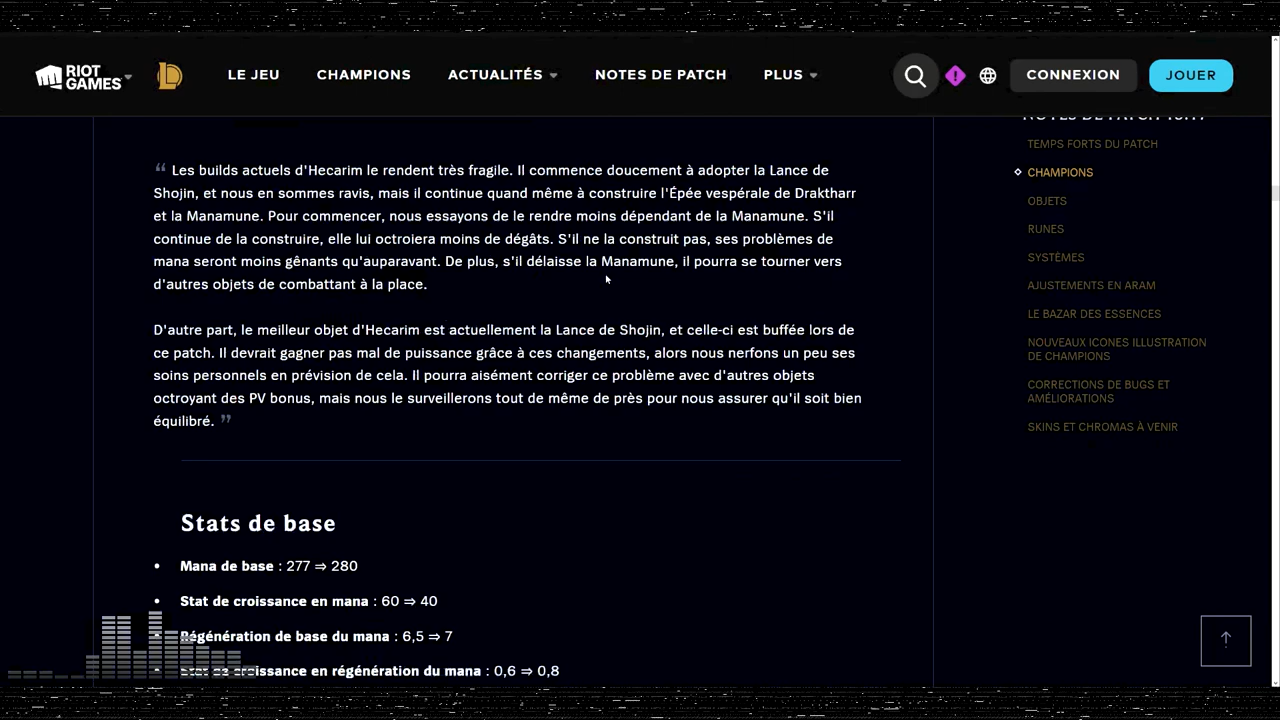 RIOT GAMES
LE JEU
CHAMPIONS
ACTUALITÉS
NOTES DE PATCH
PLUS
CONNEXION
JOUER
“ Les builds actuels d'Hecarim le rendent très fragile. Il commence doucement à adopter la Lance de
Shojin, et nous en sommes ravis, mais il continue quand même à construire l'Épée vespérale de Draktharr
et la Manamune. Pour commencer, nous essayons de le rendre moins dépendant de la Manamune. S'il
continue de la construire, elle lui octroiera moins de dégâts. S'il ne la construit pas, ses problèmes de
mana seront moins gênants qu'auparavant. De plus, s'il délaisse la Manamune, il pourra se tourner vers
d'autres objets de combattant à la place.
D'autre part, le meilleur objet d'Hecarim est actuellement la Lance de Shojin, et celle-ci est buffée lors de
ce patch. Il devrait gagner pas mal de puissance grâce à ces changements, alors nous nerfons un peu ses
soins personnels en prévision de cela. Il pourra aisément corriger ce problème avec d'autres objets
octroyant des PV bonus, mais nous le surveillerons tout de même de près pour nous assurer qu'il soit bien
équilibré. ”
Stats de base
• Mana de base : 277 ⇒ 280
• Stat de croissance en mana : 60 ⇒ 40
• Régénération de base du mana : 6,5 ⇒ 7
• Stat de croissance en régénération du mana : 0,6 ⇒ 0,8
NOTES DE PATCH
TEMPS FORTS DU PATCH
CHAMPIONS
OBJETS
RUNES
SYSTÈMES
AJUSTEMENTS EN ARAM
LE BAZAR DES ESSENCES
NOUVEAUX ICONES ILLUSTRATION
DE CHAMPIONS
CORRECTIONS DE BUGS ET
AMÉLIORATIONS
SKINS ET CHROMAS À VENIR